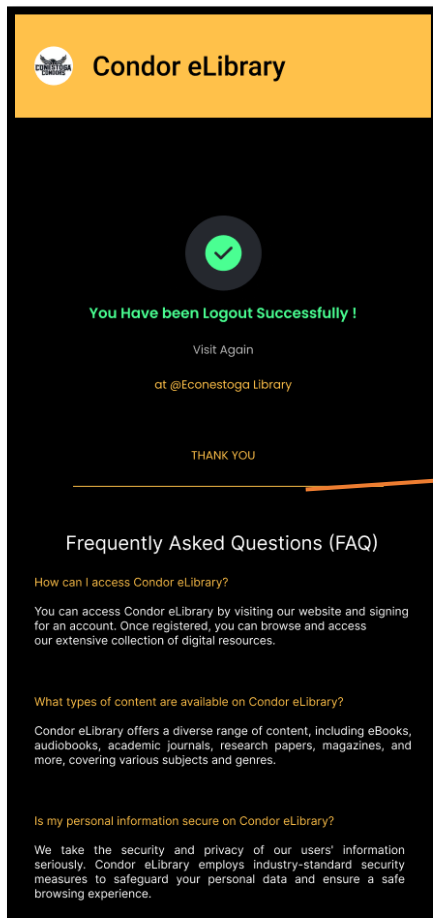 CONESTOGA
CONDORS
Condor eLibrary
You Have been Logout Successfully !
Visit Again
at @Econestoga Library
THANK YOU
Frequently Asked Questions (FAQ)
How can I access Condor eLibrary?
You can access Condor eLibrary by visiting our website and signing
for an account. Once registered, you can browse and access
our extensive collection of digital resources.
What types of content are available on Condor eLibrary?
Condor eLibrary offers a diverse range of content, including eBooks,
audiobooks, academic journals, research papers, magazines, and
more, covering various subjects and genres.
Is my personal information secure on Condor eLibrary?
We take the security and privacy of our users' information
seriously. Condor eLibrary employs industry-standard security
measures to safeguard your personal data and ensure a safe
browsing experience.